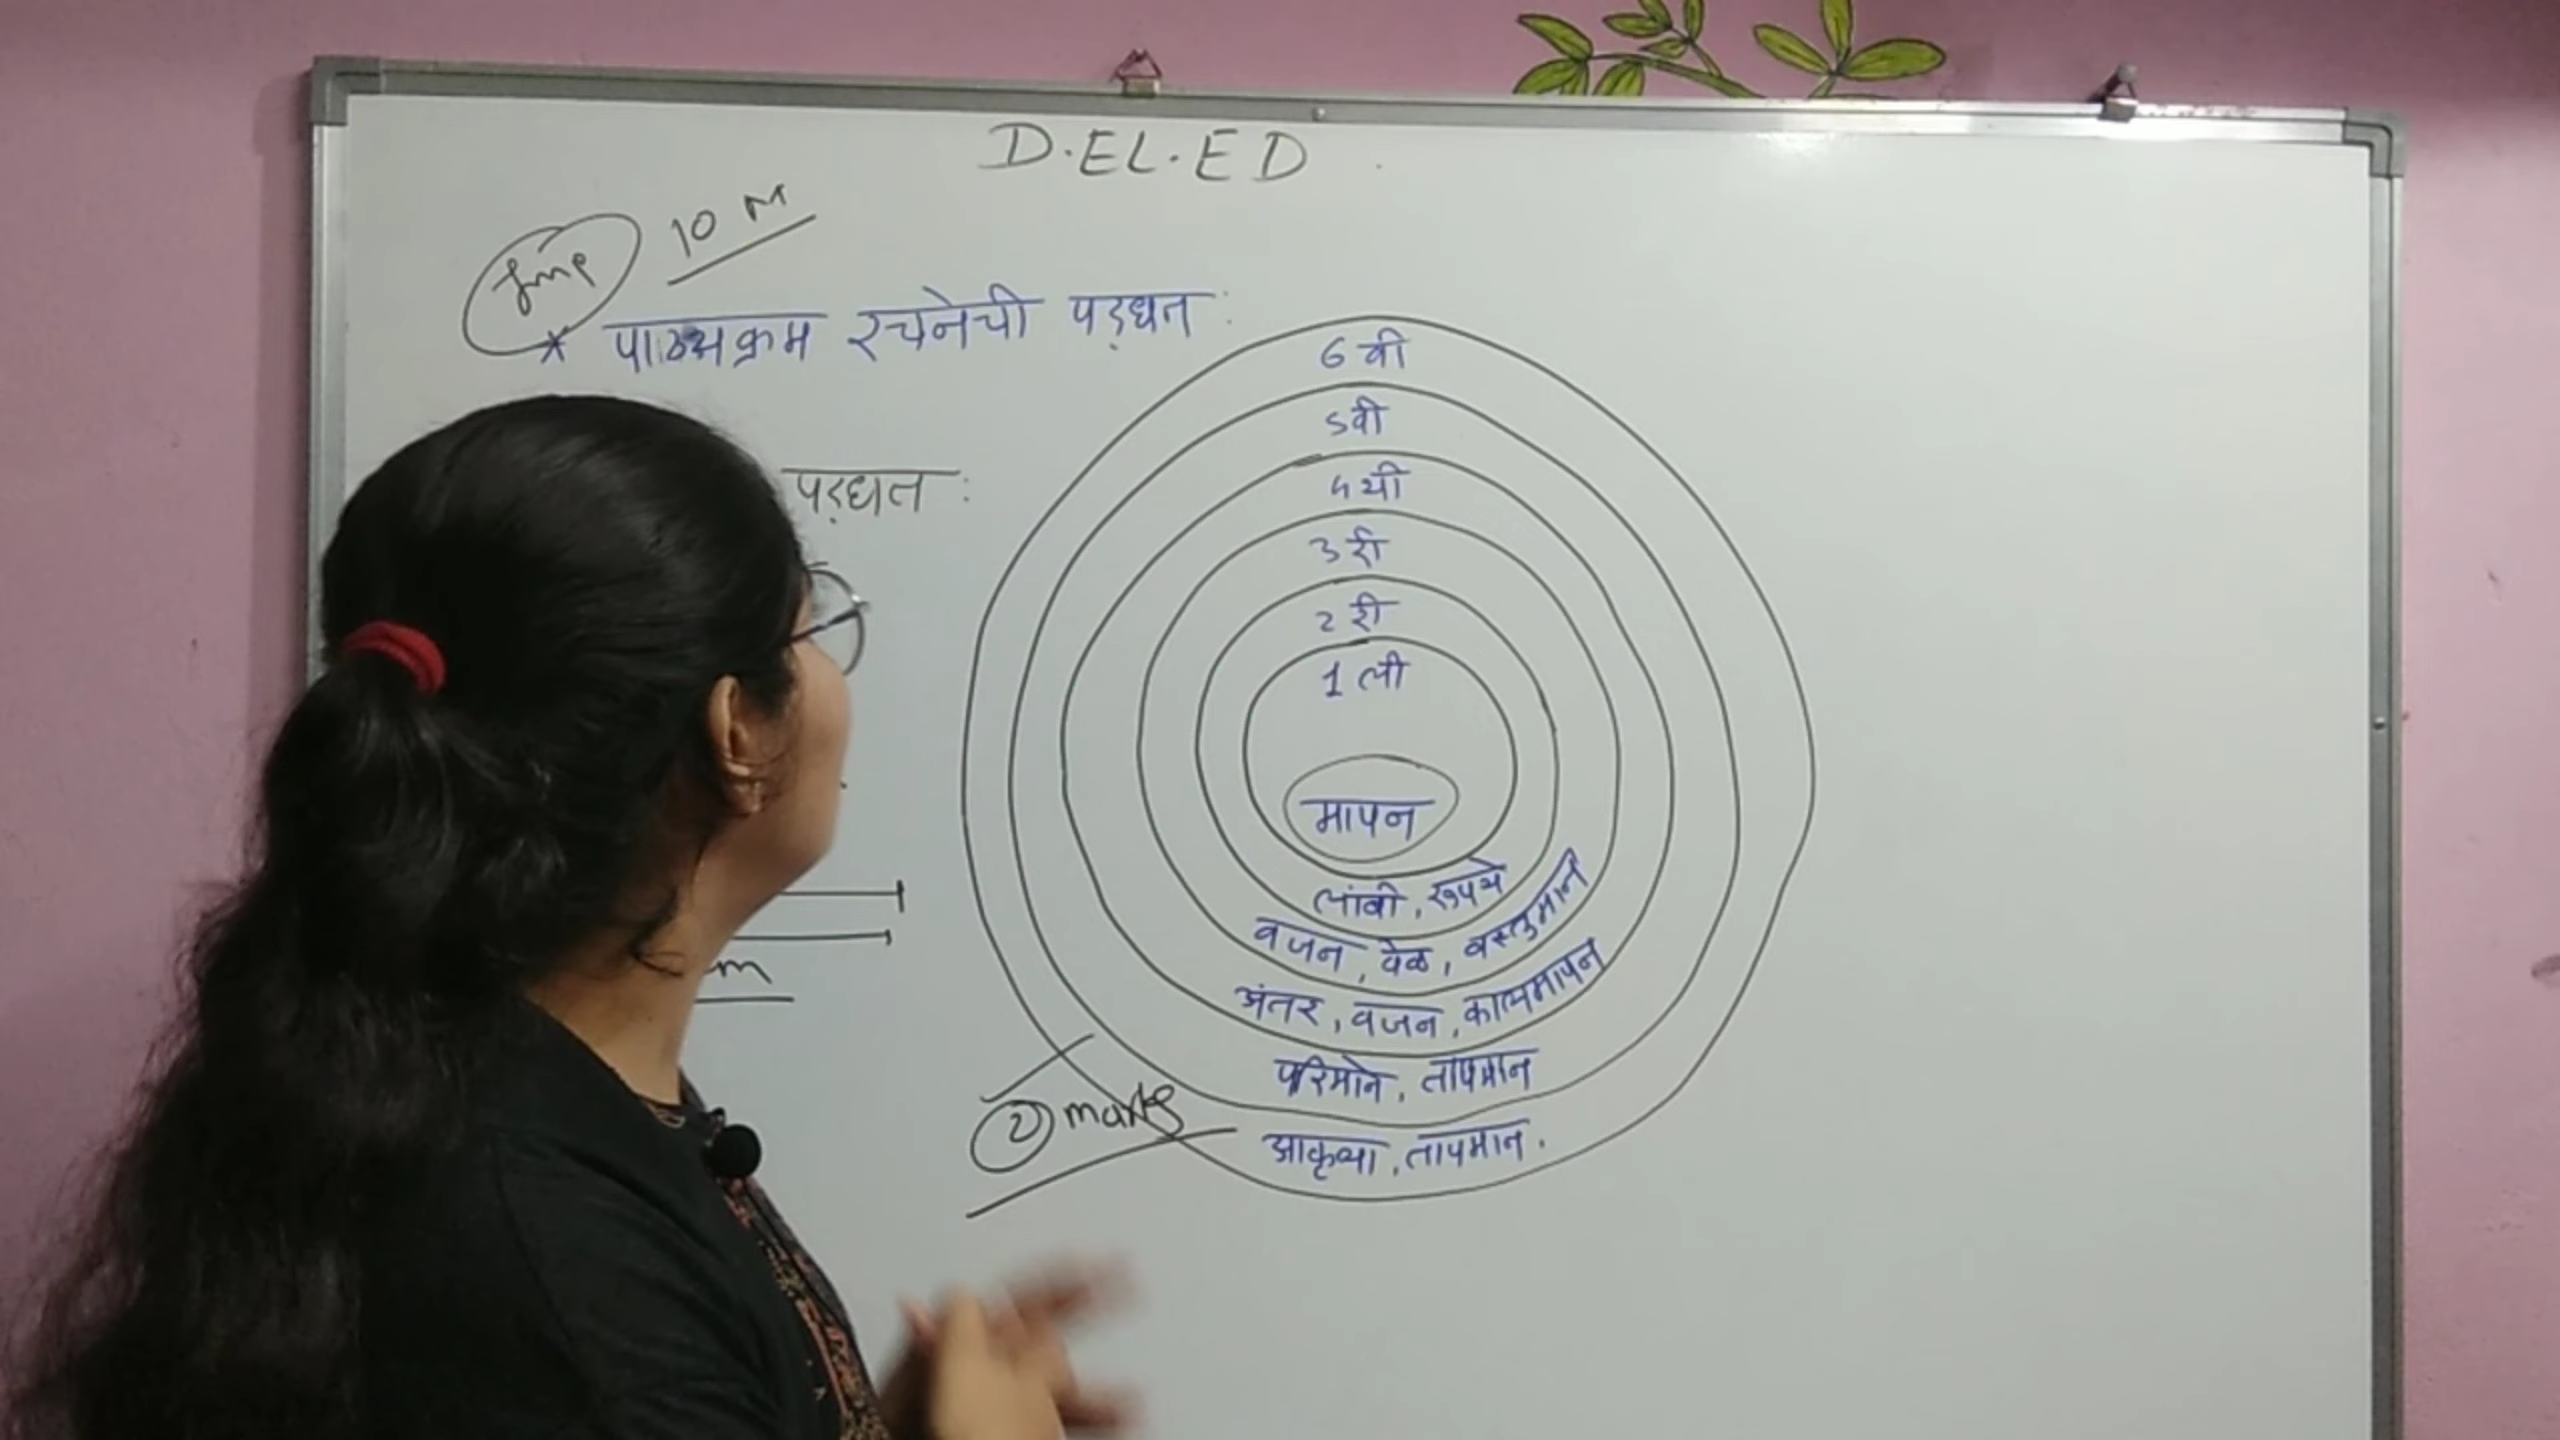 D.EL.ED
Imp 10 M
* पाठ्यक्रम रचनेची पद्धत :
पद्धत :
6 वी
5 वी
4 थी
3 री
2 री
1 ली
मापन
लांबी, रुपये
वजन, वेळ, वस्तुमान
अंतर, वजन, कालमापन
परिमाने, तापमान
आकृत्या, तापमान.
m
2 marks